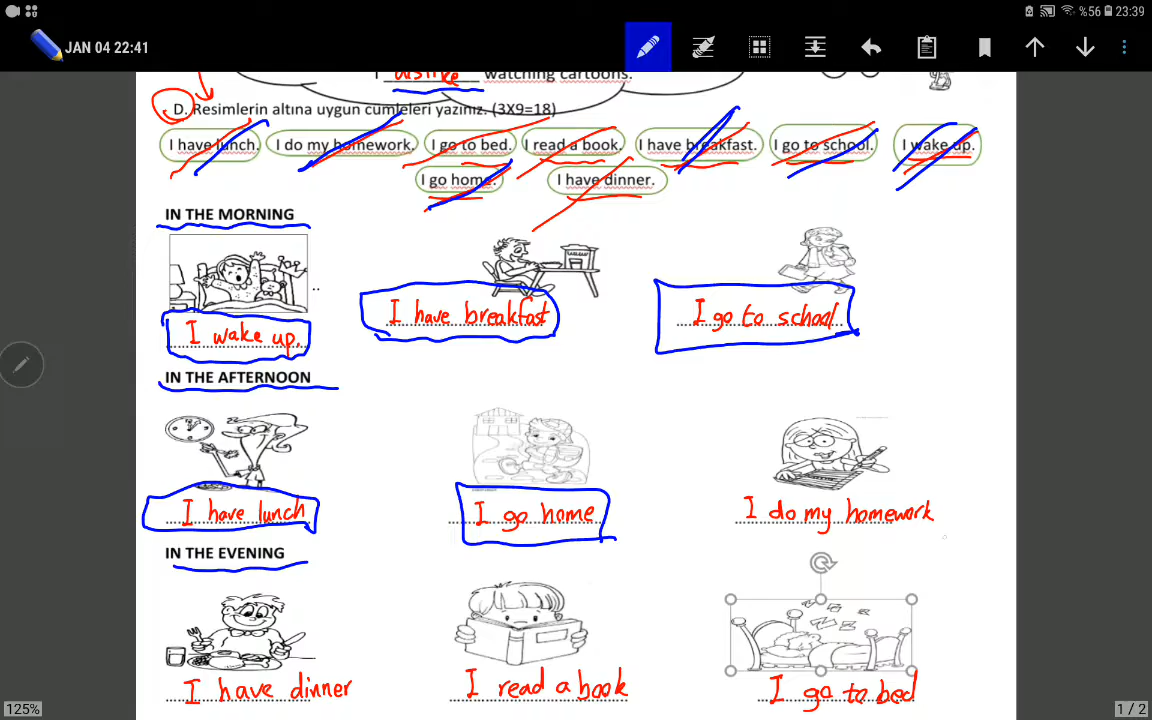 %56 23:39
JAN 04 22:41
I dislike watching cartoons.
D. Resimlerin altına uygun cümleleri yazınız. (3X9=18)
I have lunch. I do my homework. I go to bed. I read a book. I have breakfast. I go to school. I wake up.
I go home. I have dinner.
IN THE MORNING
I wake up. I have breakfast I go to school
IN THE AFTERNOON
I have lunch I go home I do my homework
IN THE EVENING
I have dinner I read a book I go to bed
125% 1 / 2